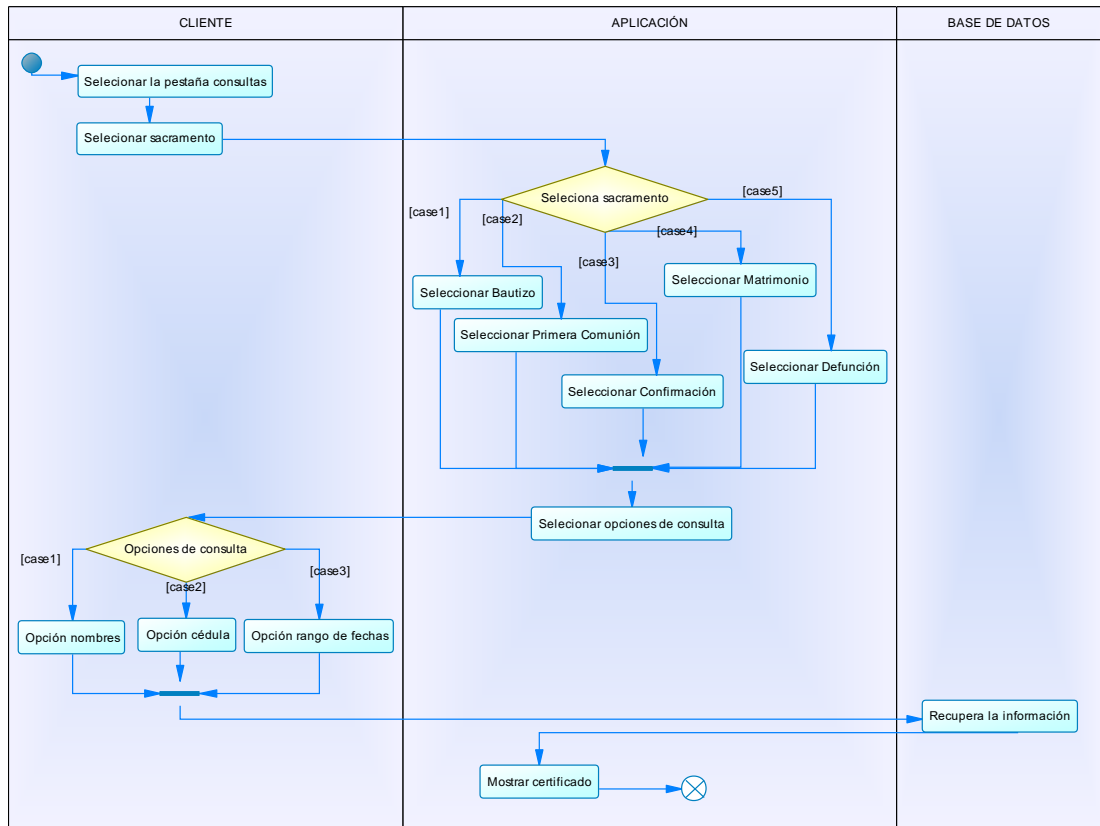 CLIENTE
APLICACIÓN
BASE DE DATOS
Selecionar la pestaña consultas
Selecionar sacramento
Seleciona sacramento
[case1]
[case2]
[case3]
[case4]
[case5]
Seleccionar Bautizo
Seleccionar Matrimonio
Seleccionar Primera Comunión
Seleccionar Defunción
Seleccionar Confirmación
Selecionar opciones de consulta
Opciones de consulta
[case1]
[case2]
[case3]
Opción nombres
Opción cédula
Opción rango de fechas
Recupera la información
Mostrar certificado